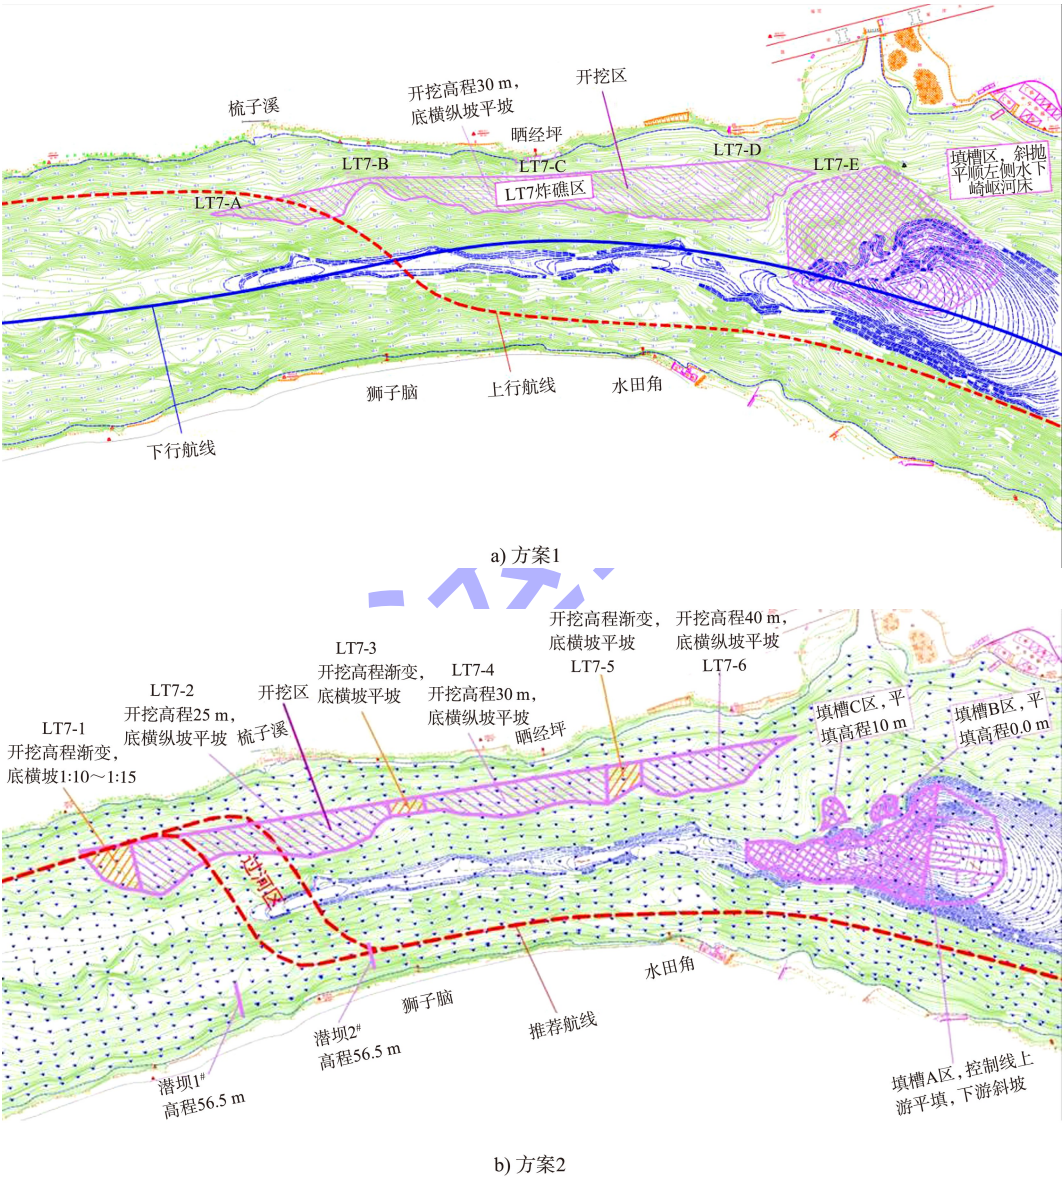 梳子溪
开挖高程30 m，
底横纵坡平坡
开挖区
晒经坪
LT7-A
LT7-B
LT7-C
LT7-D
LT7-E
LT7炸礁区
填槽区，斜抛
平顺左侧水下
崎岖河床
狮子脑
上行航线
水田角
下行航线
a) 方案1
LT7-1
开挖高程渐变，
底横坡1:10～1:15
LT7-2
开挖高程25 m，
底横纵坡平坡
梳子溪
开挖区
LT7-3
开挖高程渐变，
底横坡平坡
LT7-4
开挖高程30 m，
底横纵坡平坡
晒经坪
开挖高程渐变，
底横坡平坡
LT7-5
开挖高程40 m，
底横纵坡平坡
LT7-6
填槽C区，平
填高程10 m
填槽B区，平
填高程0.0 m
过河区
狮子脑
水田角
推荐航线
潜坝1#
高程56.5 m
潜坝2#
高程56.5 m
填槽A区，控制线上
游平填，下游斜坡
b) 方案2